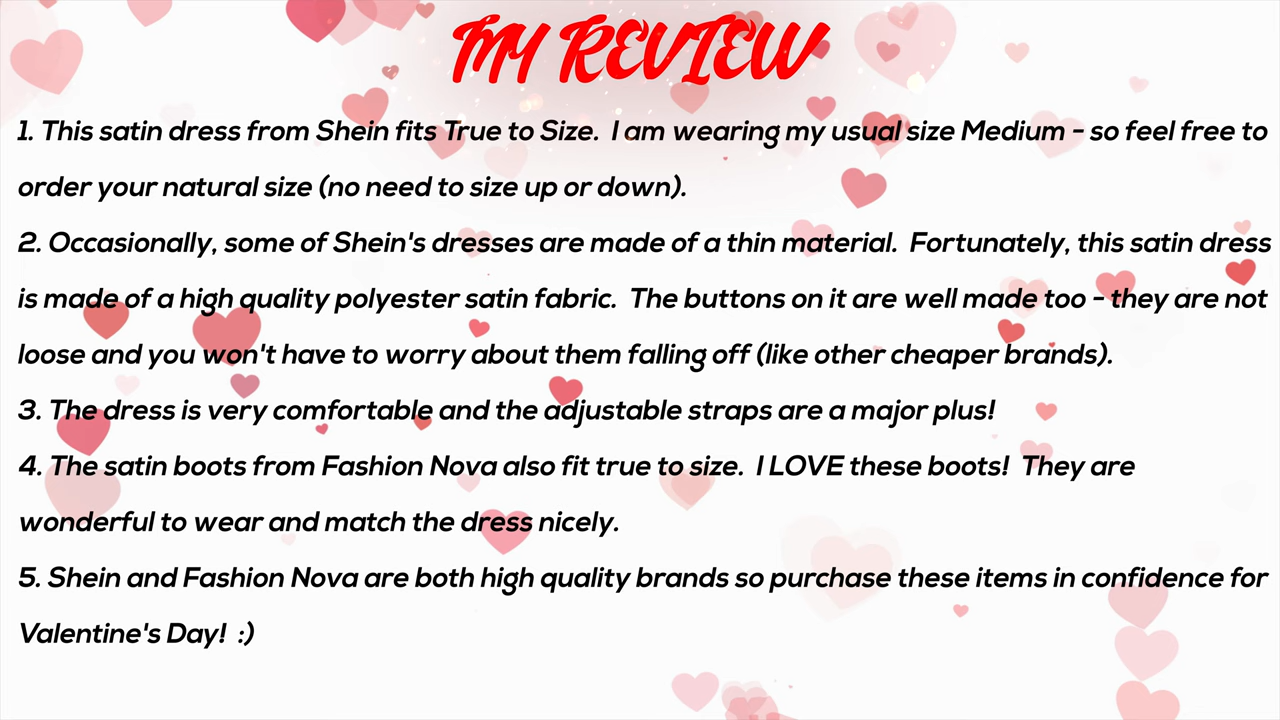 MY REVIEW
1. This satin dress from Shein fits True to Size.  I am wearing my usual size Medium - so feel free to
order your natural size (no need to size up or down).
2. Occasionally, some of Shein's dresses are made of a thin material.  Fortunately, this satin dress
is made of a high quality polyester satin fabric.  The buttons on it are well made too - they are not
loose and you won't have to worry about them falling off (like other cheaper brands).
3. The dress is very comfortable and the adjustable straps are a major plus!
4. The satin boots from Fashion Nova also fit true to size.  I LOVE these boots!  They are
wonderful to wear and match the dress nicely.
5. Shein and Fashion Nova are both high quality brands so purchase these items in confidence for
Valentine's Day!  :)